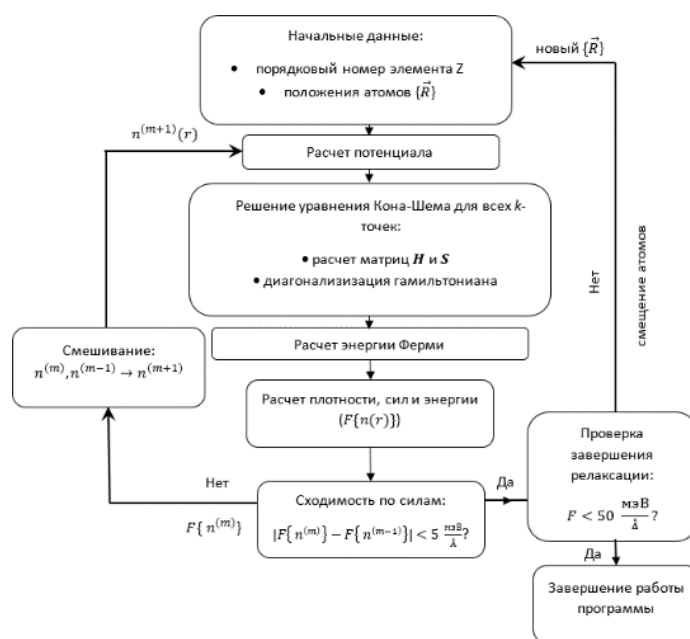 Начальные данные:
• порядковый номер элемента Z
• положения атомов {R⃗}
новый {R⃗}
n^(m+1)(r)
Расчет потенциала
Решение уравнения Кона-Шема для всех k-
точек:
• расчет матриц H и S
• диагонализизация гамильтониана
Нет
смещение атомов
Расчет энергии Ферми
Смешивание:
n^(m), n^(m−1) → n^(m+1)
Расчет плотности, сил и энергии
(F{n(r)})
Проверка
завершения
релаксации:
F < 50 мэВ/Å ?
Нет
F{ n^(m)}
Сходимость по силам:
|F{ n^(m)} − F{ n^(m−1)}| < 5 мэВ/Å ?
Да
Да
Завершение работы
программы